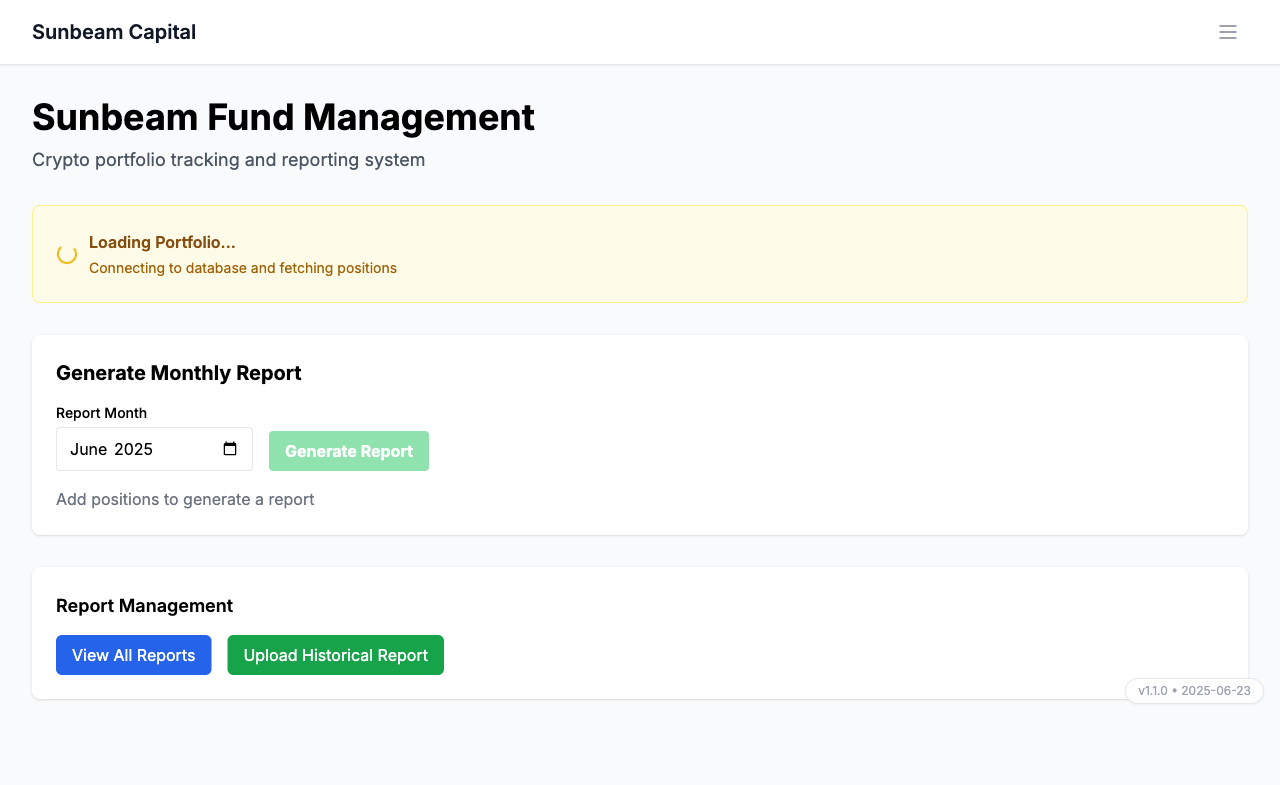 Sunbeam Capital
Sunbeam Fund Management
Crypto portfolio tracking and reporting system
Loading Portfolio...
Connecting to database and fetching positions
Generate Monthly Report
Report Month
June 2025
Generate Report
Add positions to generate a report
Report Management
View All Reports
Upload Historical Report
v1.1.0 • 2025-06-23